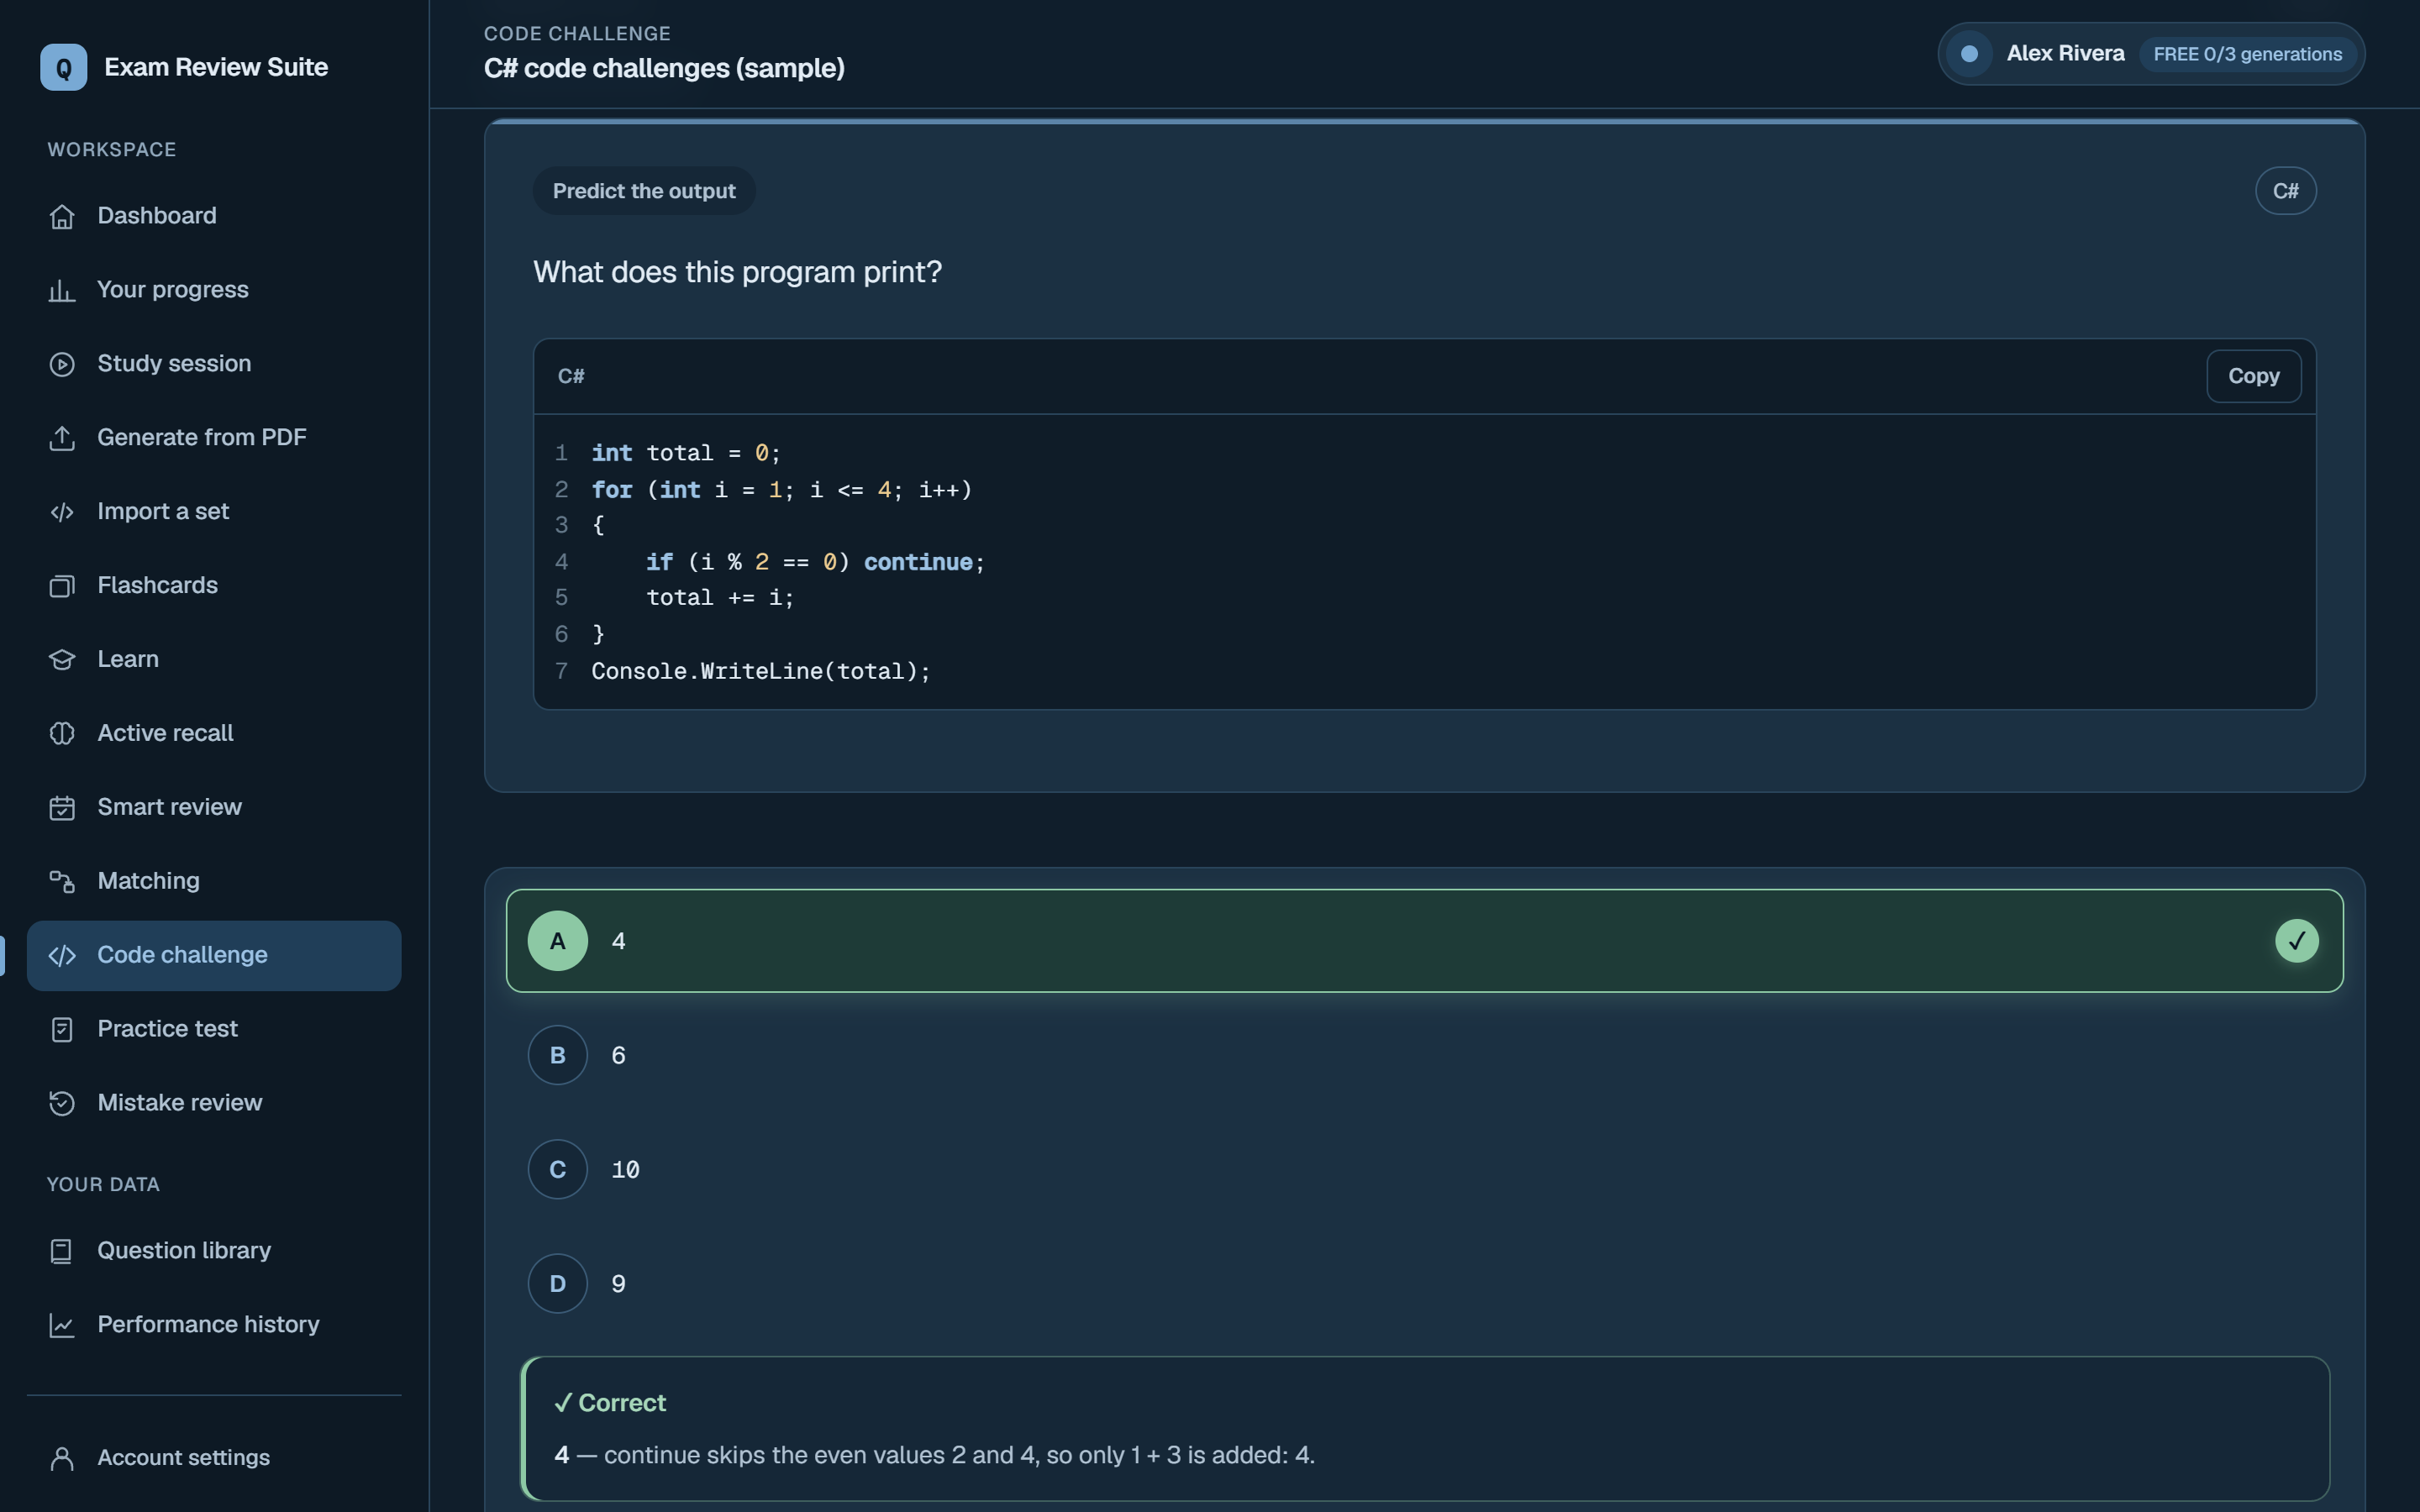 Q Exam Review Suite
WORKSPACE
Dashboard
Your progress
Study session
Generate from PDF
Import a set
Flashcards
Learn
Active recall
Smart review
Matching
Code challenge
Practice test
Mistake review
YOUR DATA
Question library
Performance history
Account settings
CODE CHALLENGE
C# code challenges (sample)
Alex Rivera FREE 0/3 generations
Predict the output C#
What does this program print?
C# Copy
1 int total = 0;
2 for (int i = 1; i <= 4; i++)
3 {
4     if (i % 2 == 0) continue;
5     total += i;
6 }
7 Console.WriteLine(total);
A 4 ✓
B 6
C 10
D 9
✓ Correct
4 — continue skips the even values 2 and 4, so only 1 + 3 is added: 4.